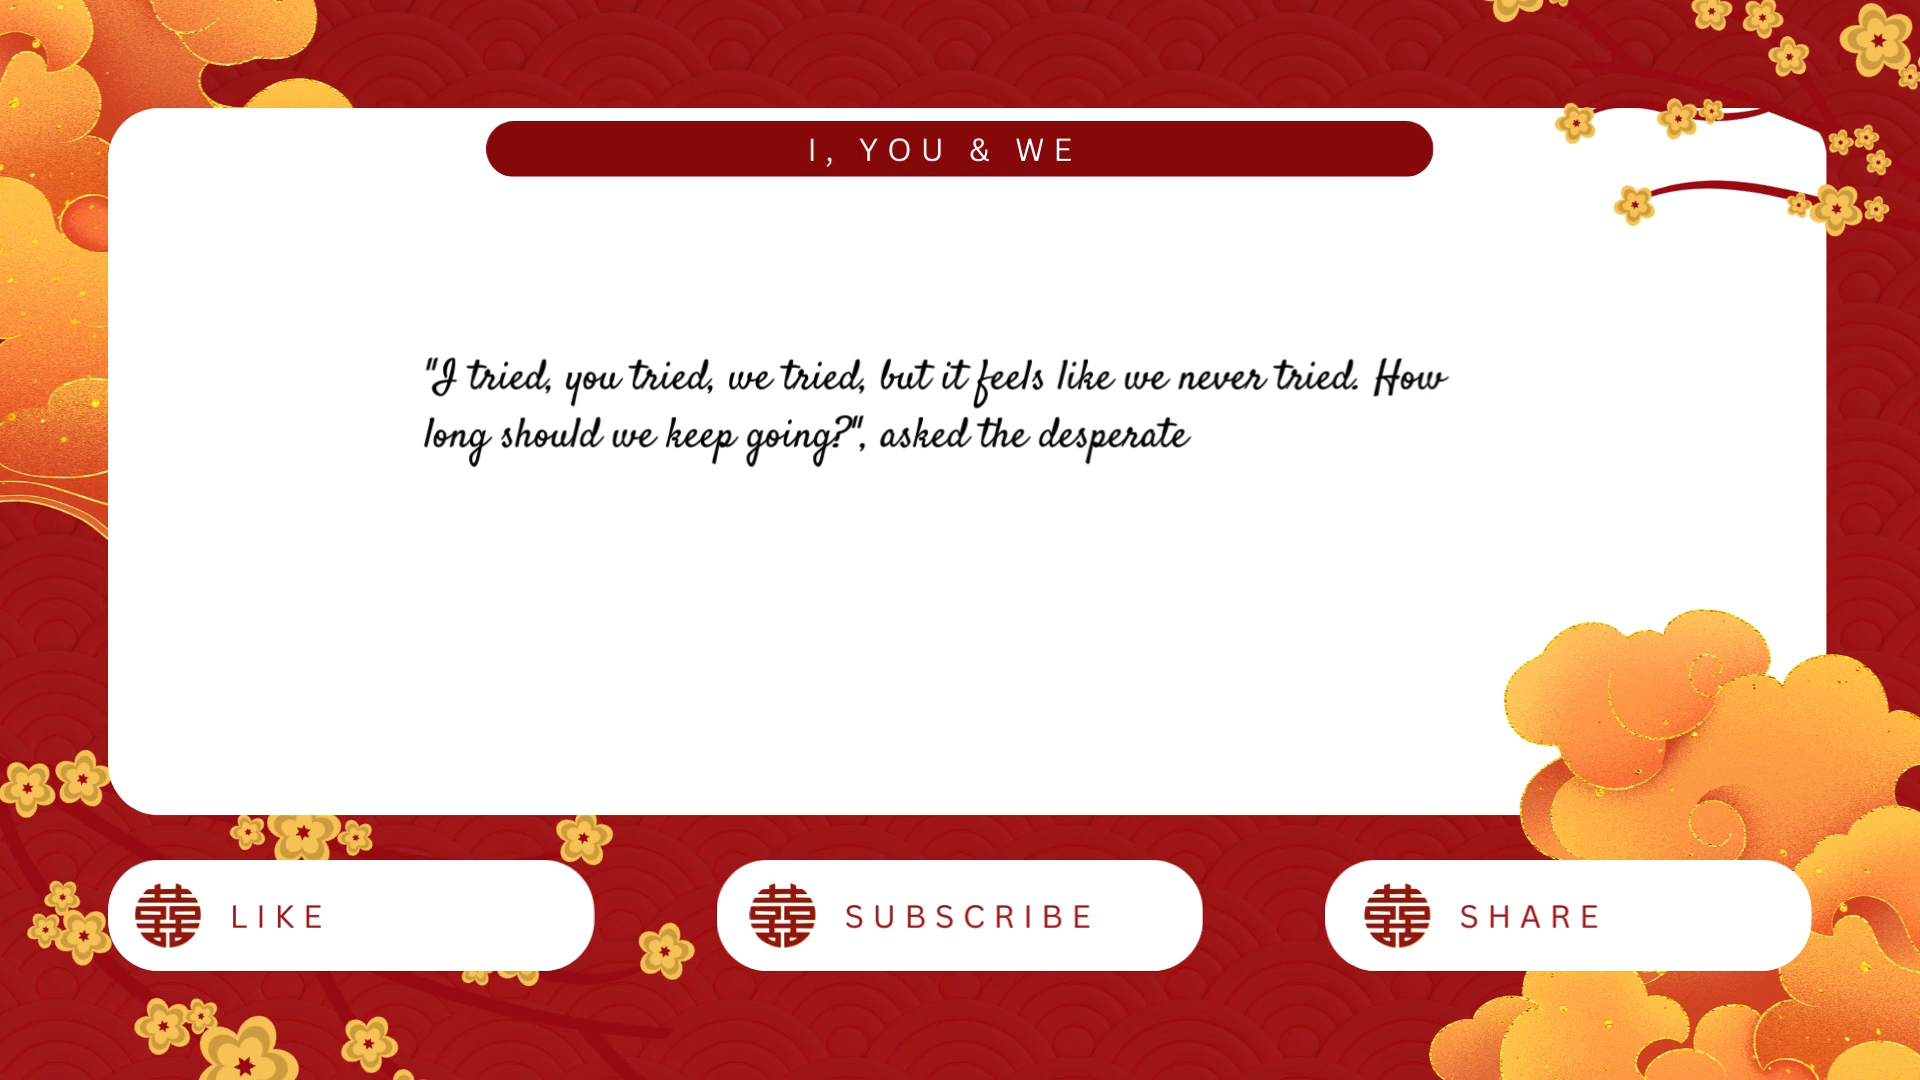 I, YOU & WE
"I tried, you tried, we tried, but it feels like we never tried. How
long should we keep going?", asked the desperate
LIKE
SUBSCRIBE
SHARE